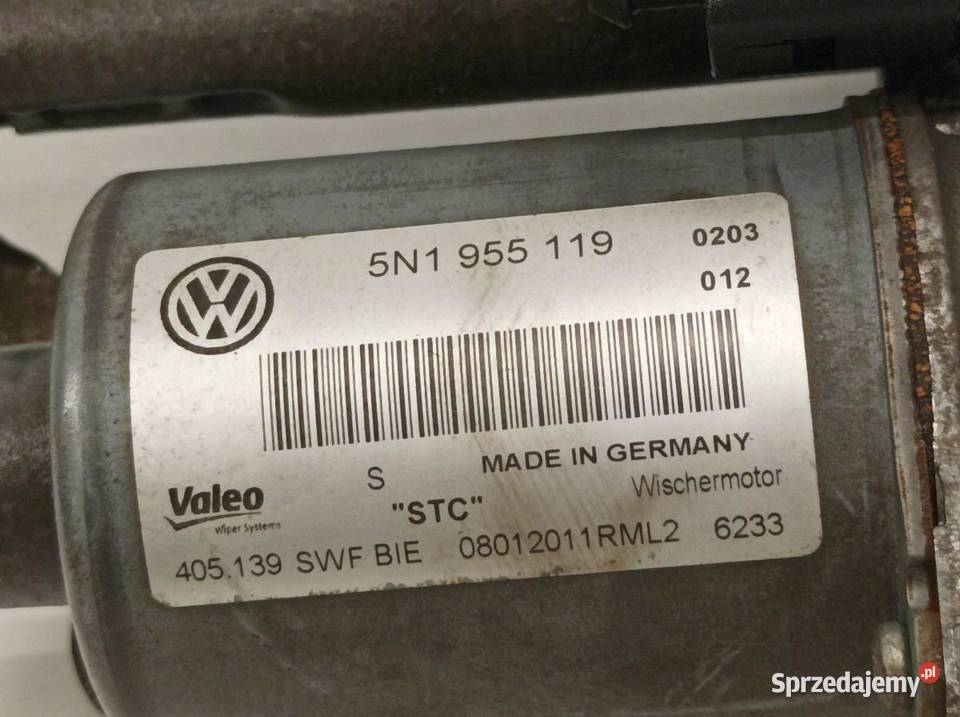 5N1 955 119 0203
012
S MADE IN GERMANY
Valeo "STC" Wischermotor
Wiper Systems
405.139 SWF BIE 08012011RML2 6233
Sprzedajemy.pl